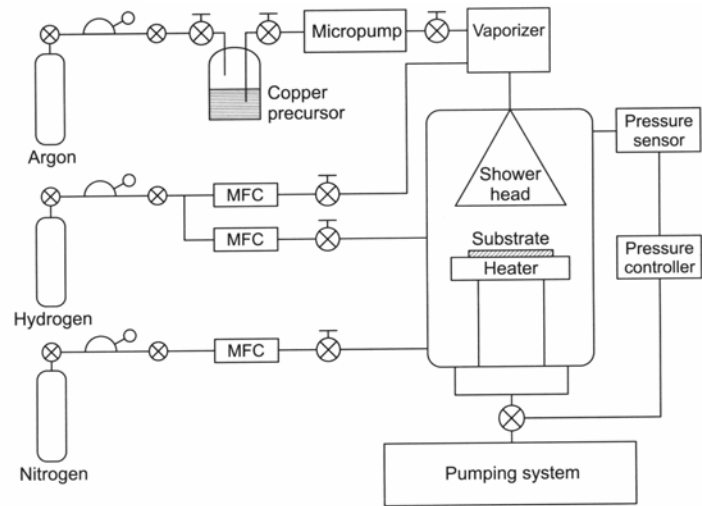 Argon
Copper
precursor
Micropump
Vaporizer
Hydrogen
MFC
MFC
Shower
head
Substrate
Heater
Pressure
sensor
Pressure
controller
Nitrogen
MFC
Pumping system